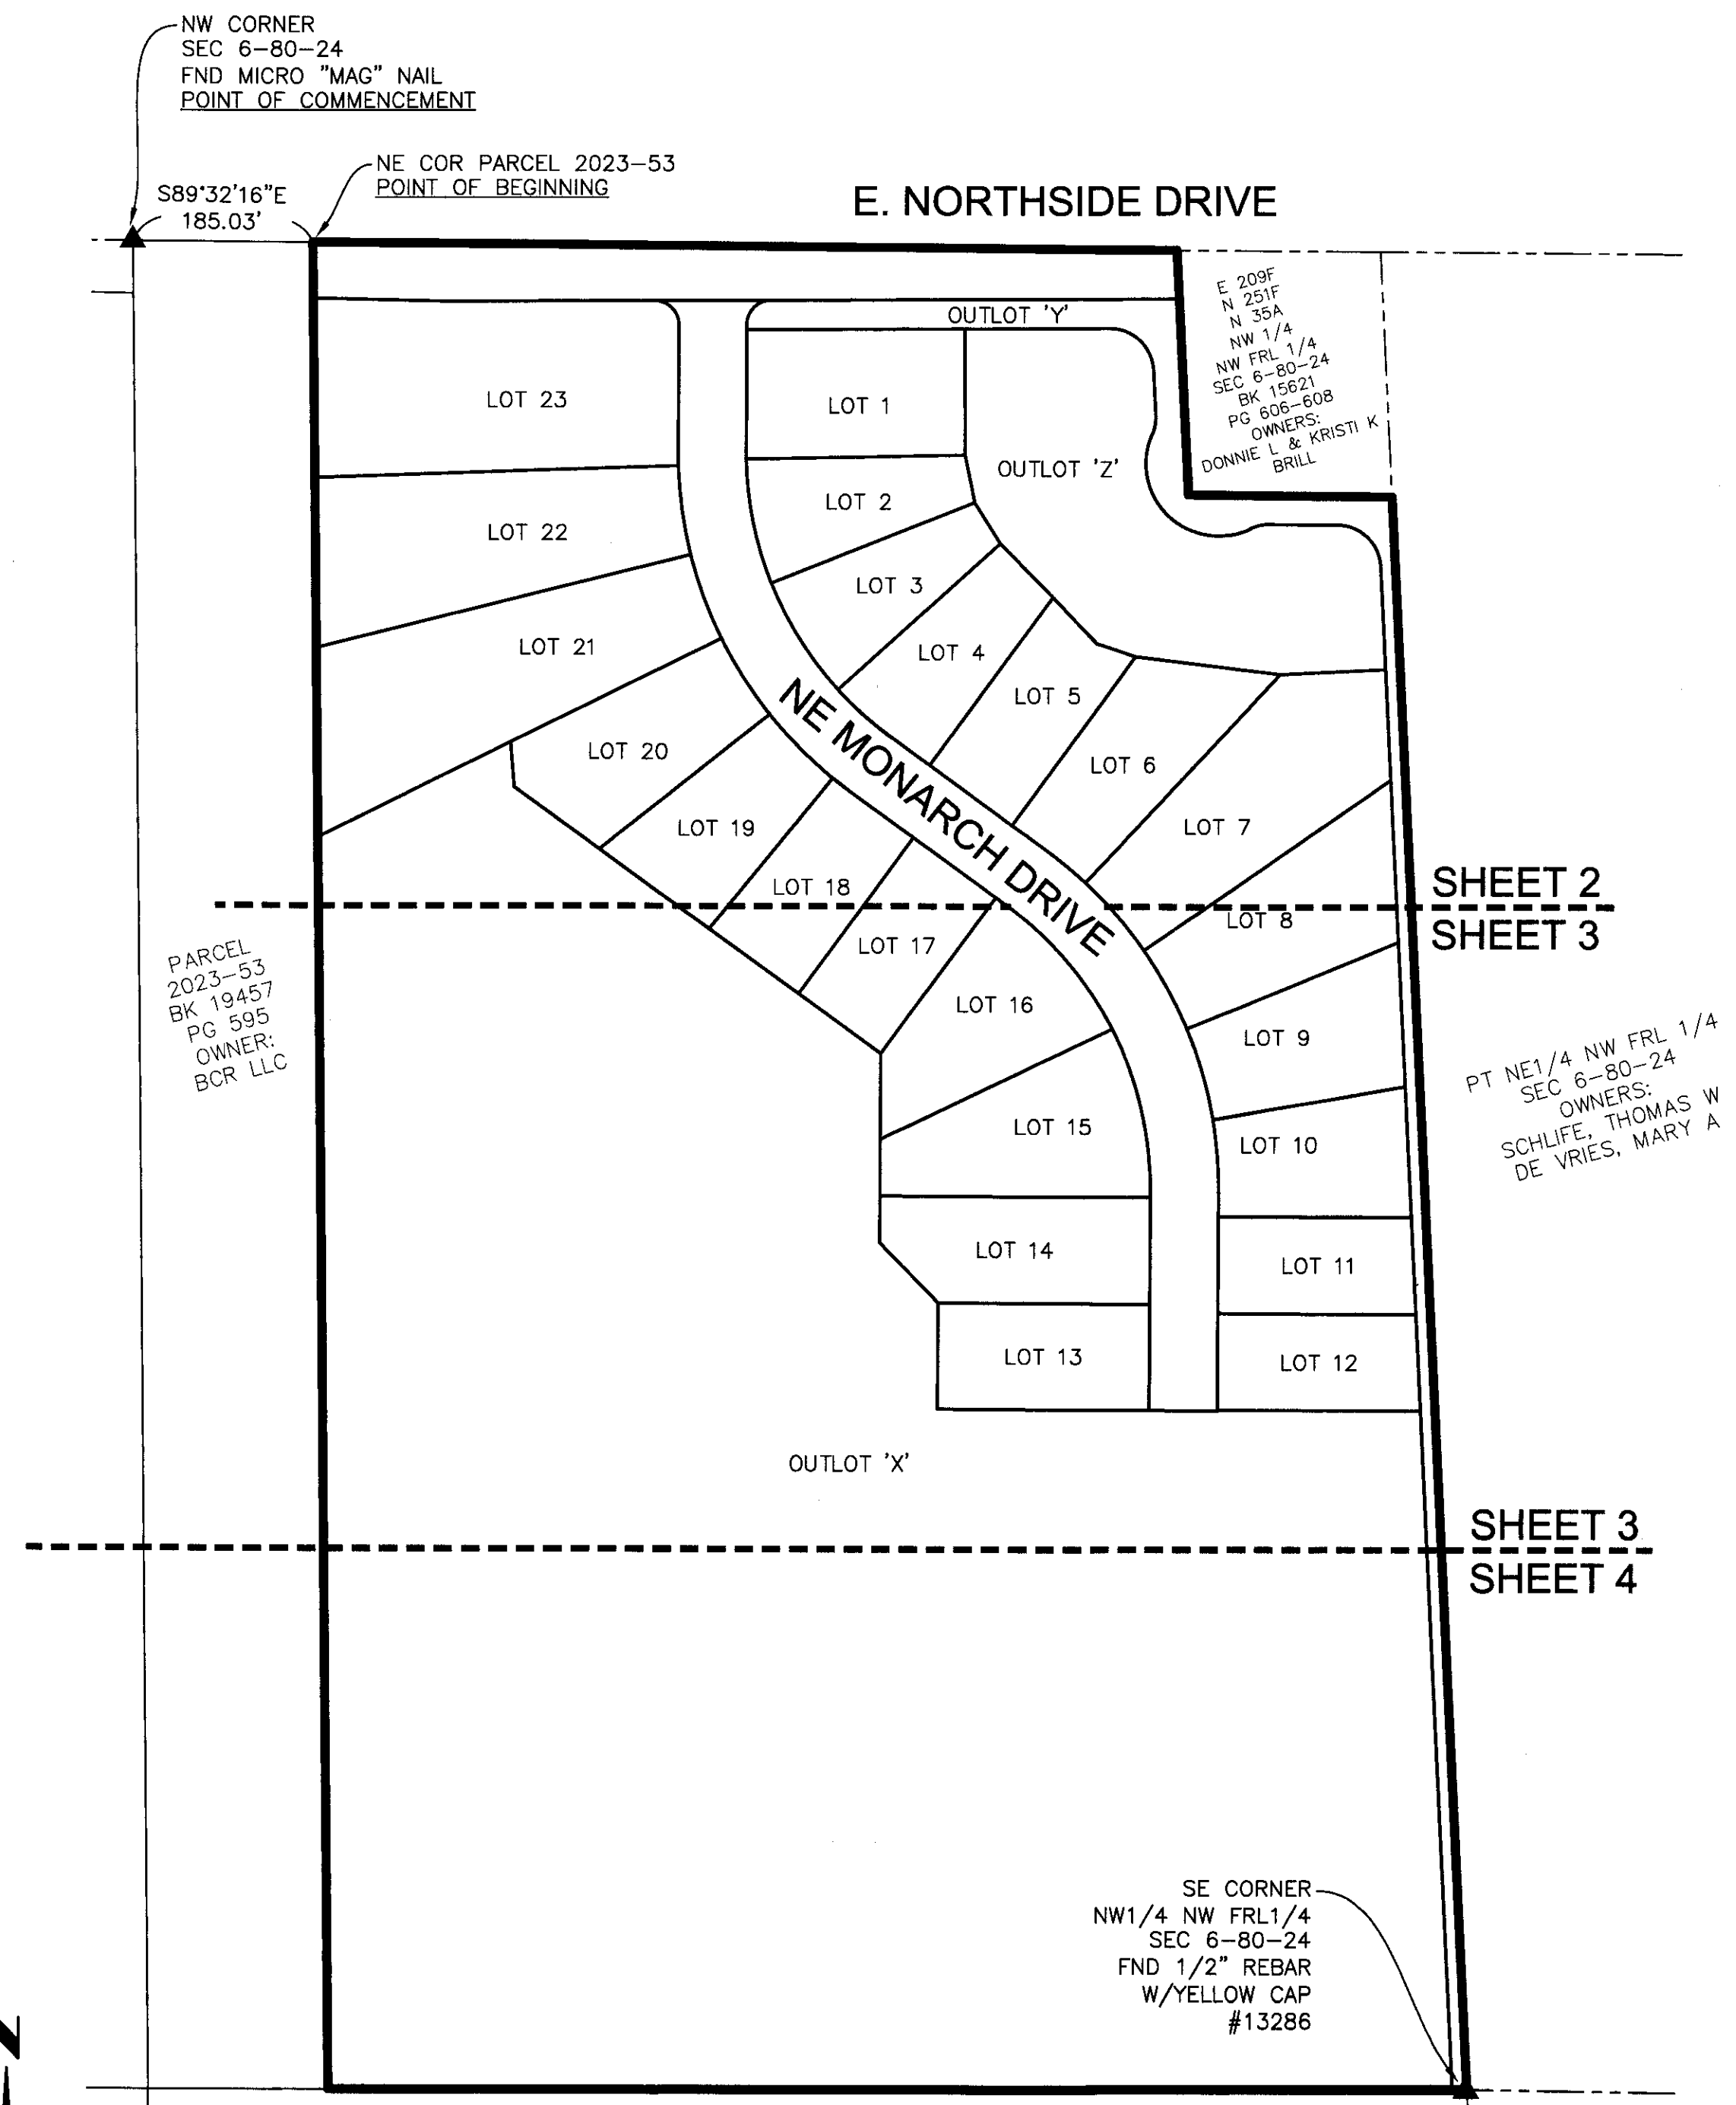 NW CORNER
SEC 6-80-24
FND MICRO "MAG" NAIL
POINT OF COMMENCEMENT
NE COR PARCEL 2023-53
POINT OF BEGINNING
S89°32'16"E
185.03'
E. NORTHSIDE DRIVE
E 209F
N 251F
N 35A
NW 1/4
NW FRL 1/4
SEC 6-80-24
BK 15621
PG 606-608
OWNERS:
DONNIE L & KRISTI K
BRILL
OUTLOT 'Y'
LOT 23
LOT 1
OUTLOT 'Z'
LOT 2
LOT 22
LOT 3
LOT 21
LOT 4
LOT 5
LOT 20
LOT 6
LOT 19
LOT 7
NE MONARCH DRIVE
LOT 18
SHEET 2
LOT 8
SHEET 3
LOT 17
PARCEL
2023-53
BK 19457
PG 595
OWNER:
BCR LLC
LOT 16
LOT 9
PT NE1/4 NW FRL 1/4
SEC 6-80-24
OWNERS:
SCHLIFE, THOMAS W
DE VRIES, MARY A
LOT 15
LOT 10
LOT 14
LOT 11
LOT 13
LOT 12
OUTLOT 'X'
SHEET 3
SHEET 4
SE CORNER
NW1/4 NW FRL1/4
SEC 6-80-24
FND 1/2" REBAR
W/YELLOW CAP
#13286